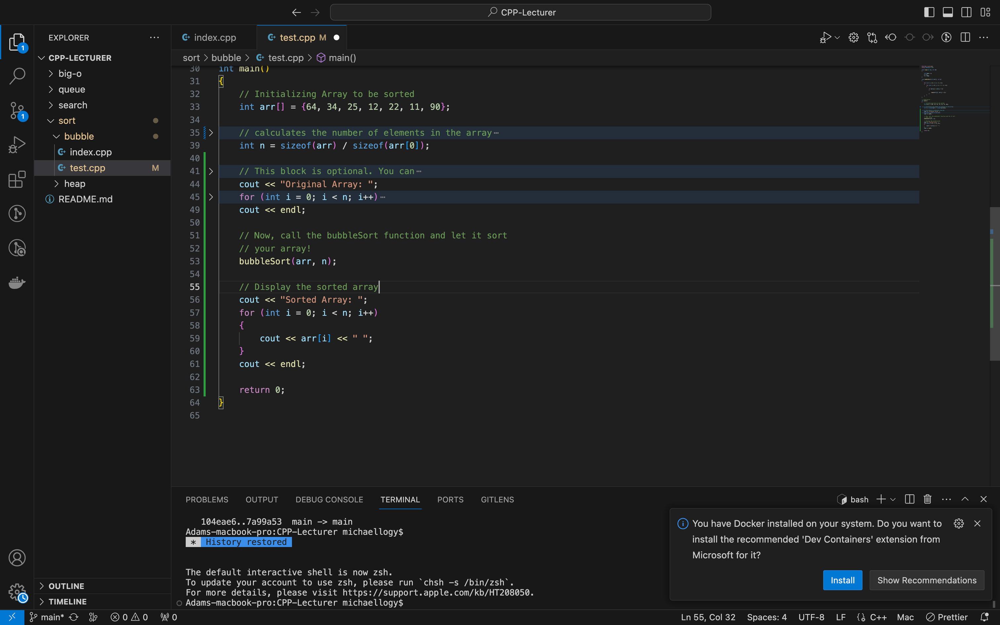 CPP-Lecturer
EXPLORER
index.cpp
test.cpp M
sort > bubble > test.cpp > main()
1
CPP-LECTURER
big-o
queue
search
sort
bubble
index.cpp
test.cpp M
heap
README.md
1
OUTLINE
TIMELINE
30 int main()
31 {
32 // Initializing Array to be sorted
33 int arr[] = {64, 34, 25, 12, 22, 11, 90};
34
35 // calculates the number of elements in the array…
39 int n = sizeof(arr) / sizeof(arr[0]);
40
41 // This block is optional. You can…
44 cout << "Original Array: ";
45 for (int i = 0; i < n; i++)…
49 cout << endl;
50
51 // Now, call the bubbleSort function and let it sort
52 // your array!
53 bubbleSort(arr, n);
54
55 // Display the sorted array
56 cout << "Sorted Array: ";
57 for (int i = 0; i < n; i++)
58 {
59 cout << arr[i] << " ";
60 }
61 cout << endl;
62
63 return 0;
64 }
65
PROBLEMS OUTPUT DEBUG CONSOLE TERMINAL PORTS GITLENS
bash
104eae6..7a99a53 main -> main
Adams-macbook-pro:CPP-Lecturer michaellogy$
* History restored
The default interactive shell is now zsh.
To update your account to use zsh, please run `chsh -s /bin/zsh`.
For more details, please visit https://support.apple.com/kb/HT208050.
Adams-macbook-pro:CPP-Lecturer michaellogy$
You have Docker installed on your system. Do you want to
install the recommended 'Dev Containers' extension from
Microsoft for it?
Install
Show Recommendations
main* 0 0 0 Ln 55, Col 32 Spaces: 4 UTF-8 LF C++ Mac Prettier